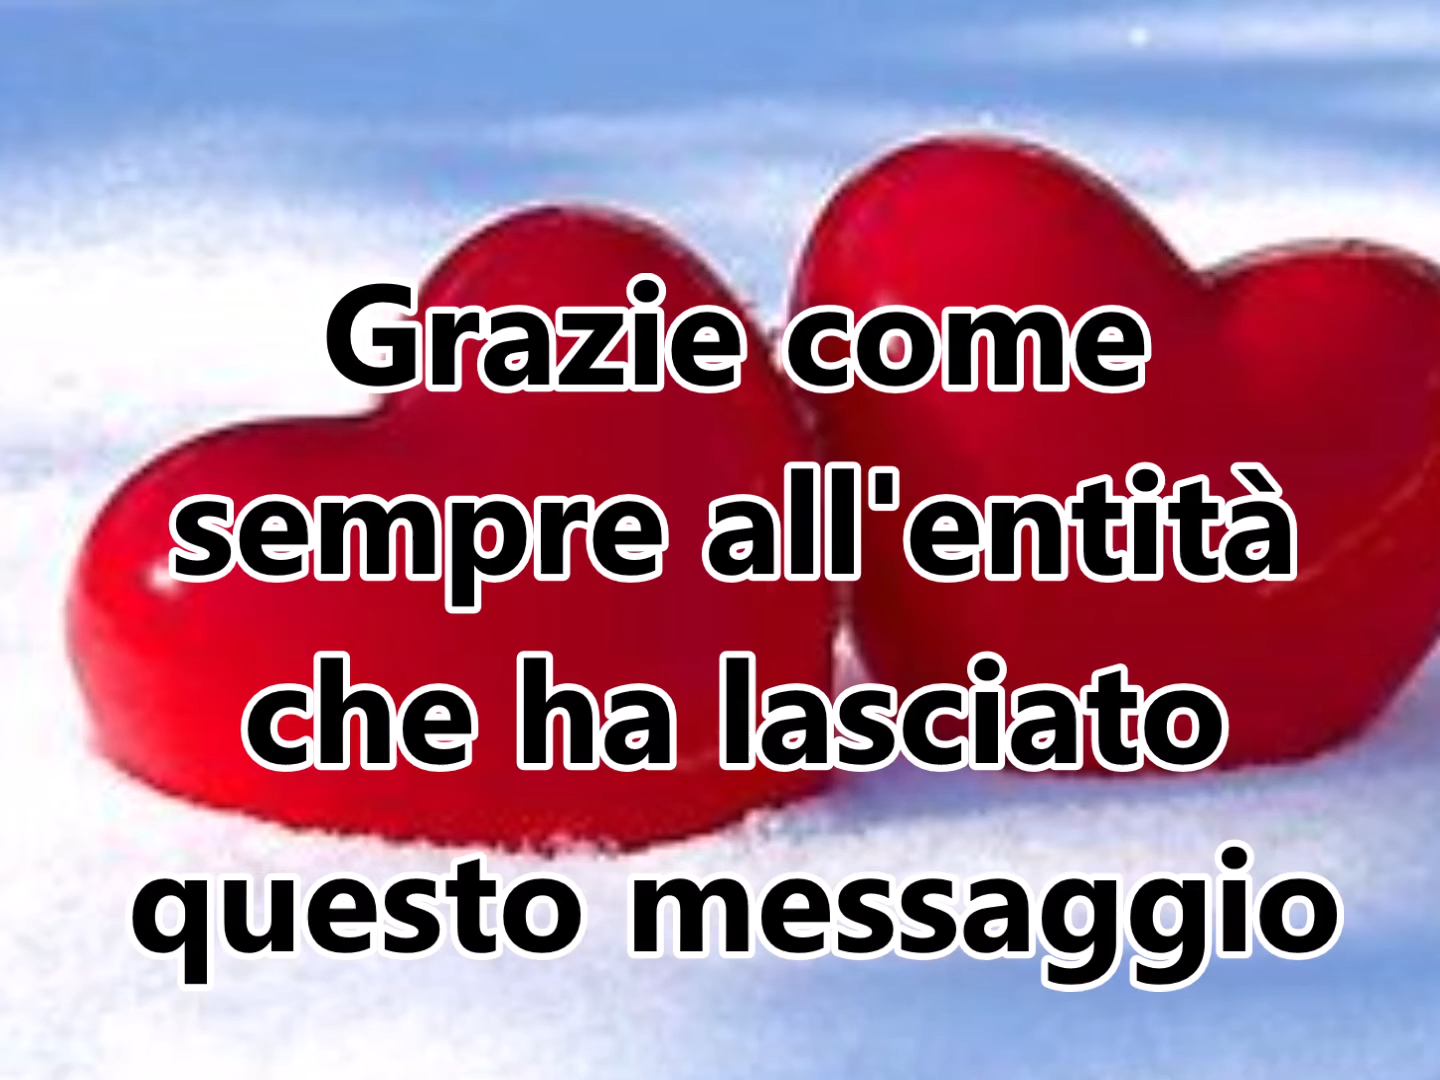 Grazie come
sempre all'entità
che ha lasciato
questo messaggio